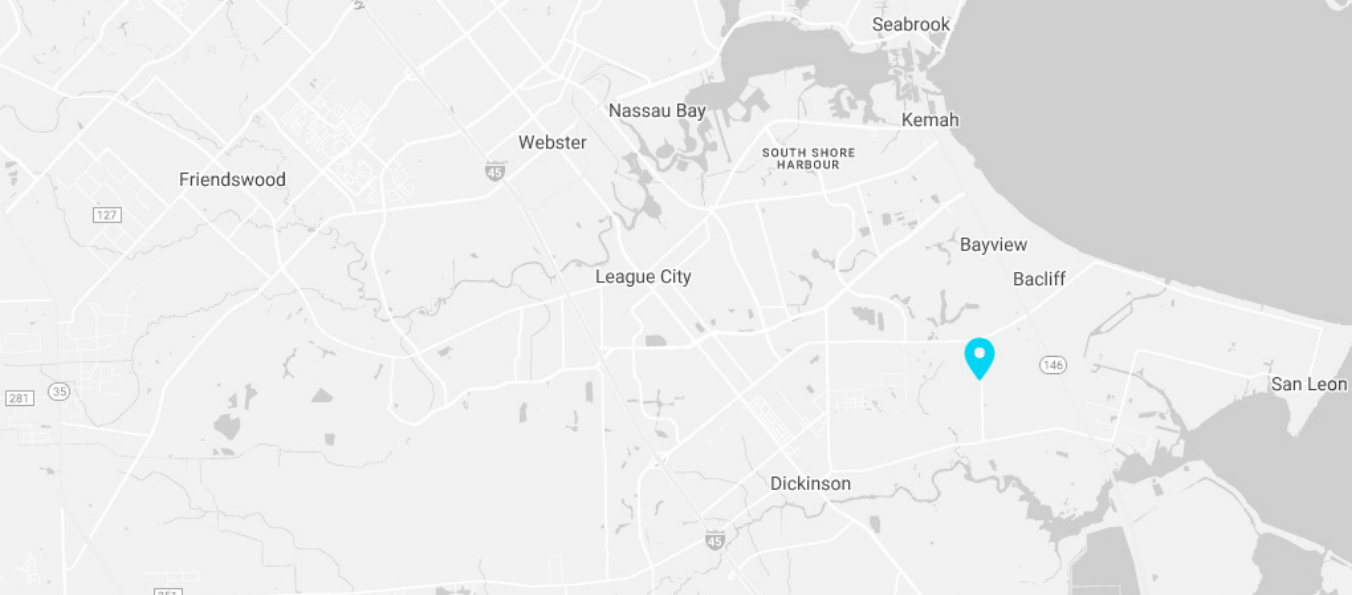 Seabrook
Nassau Bay
Kemah
Webster
SOUTH SHORE
HARBOUR
45
Friendswood
127
Bayview
League City
Bacliff
146
San Leon
35
281
Dickinson
45